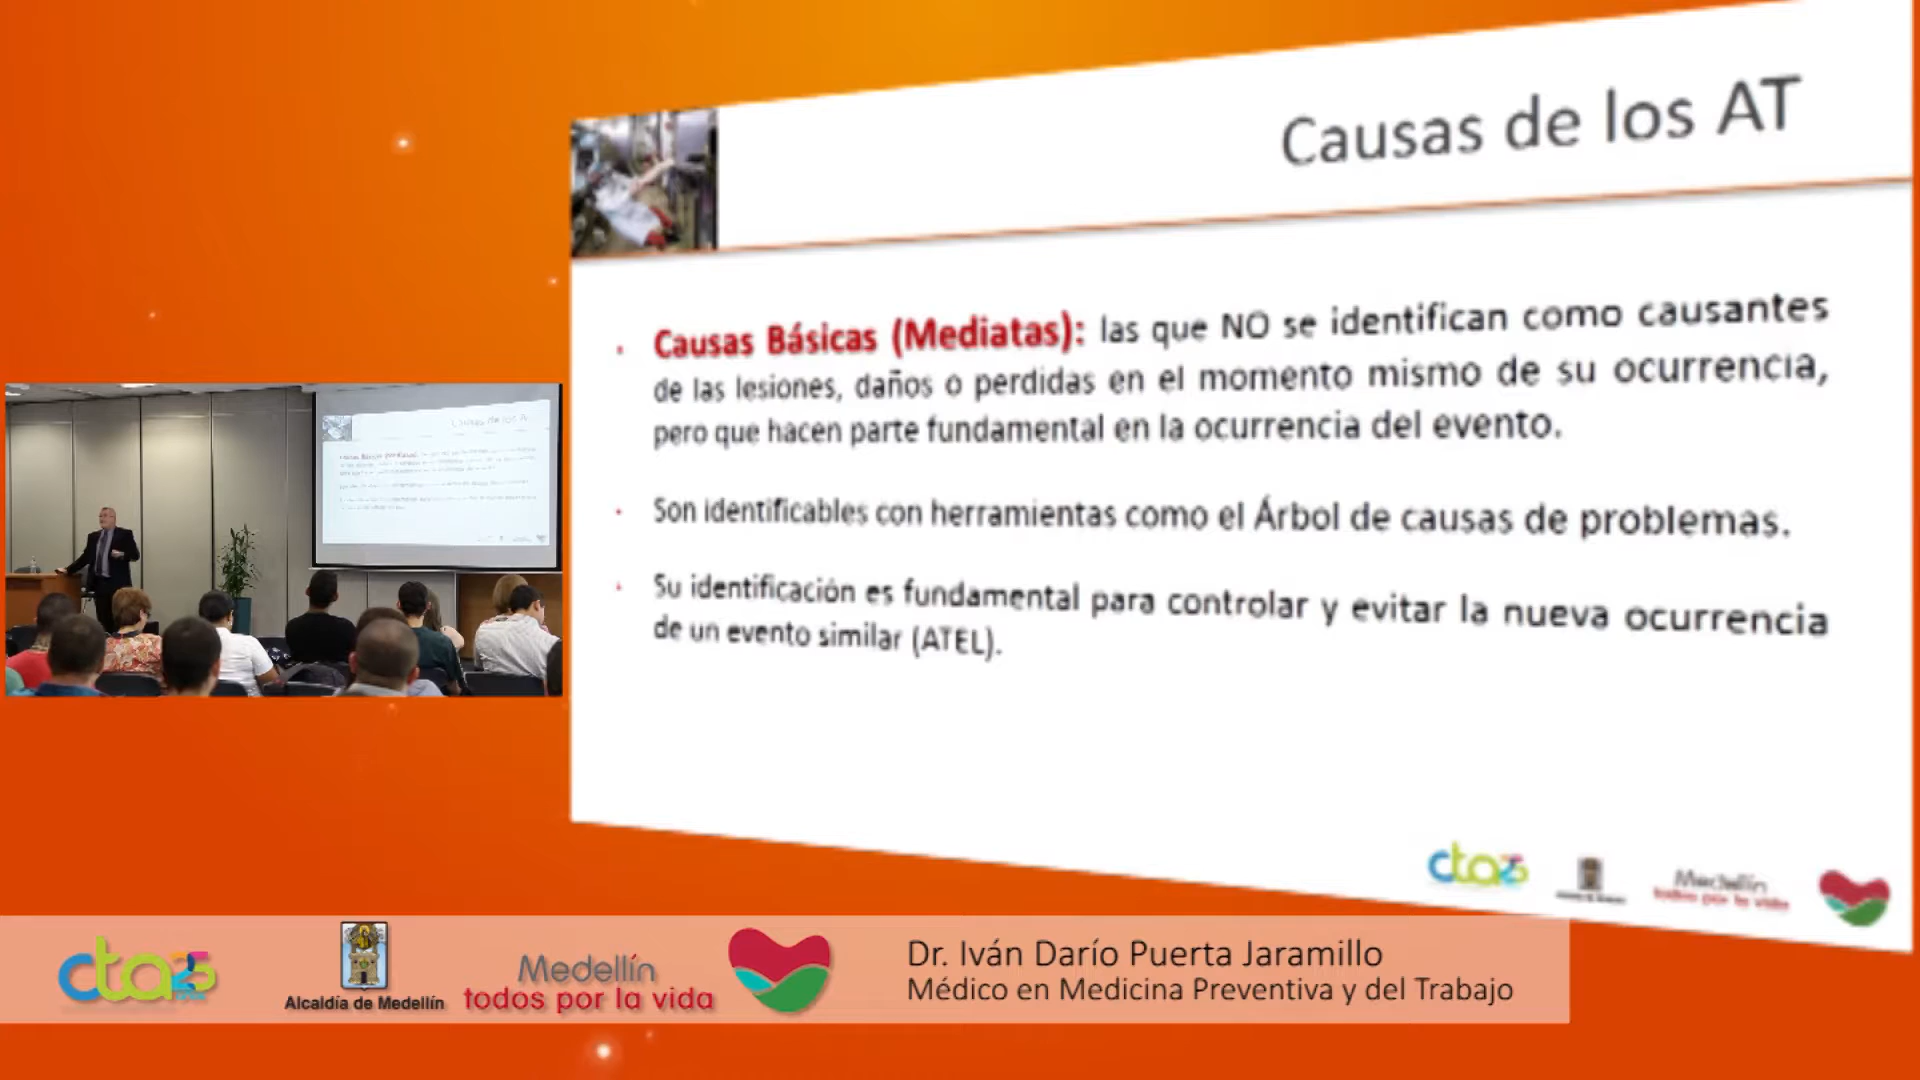 Causas de los AT
Causas Básicas (Mediatas): las que NO se identifican como causantes
de las lesiones, daños o perdidas en el momento mismo de su ocurrencia,
pero que hacen parte fundamental en la ocurrencia del evento.
Son identificables con herramientas como el Árbol de causas de problemas.
Su identificación es fundamental para controlar y evitar la nueva ocurrencia
de un evento similar (ATEL).
cta25
Medellín
todos por la vida
cta25
Alcaldía de Medellín
Medellín
todos por la vida
Dr. Iván Darío Puerta Jaramillo
Médico en Medicina Preventiva y del Trabajo